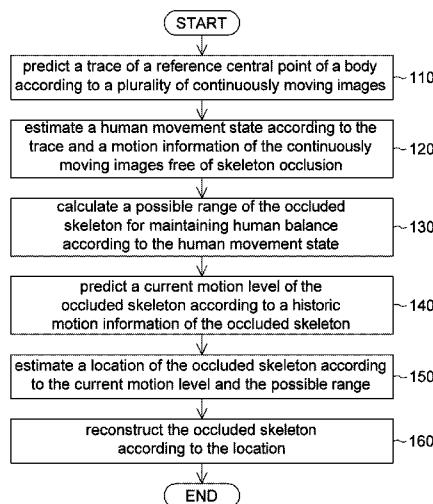 START
predict a trace of a reference central point of a body
according to a plurality of continuously moving images
110
estimate a human movement state according to the
trace and a motion information of the continuously
moving images free of skeleton occlusion
120
calculate a possible range of the occluded
skeleton for maintaining human balance
according to the human movement state
130
predict a current motion level of
the occluded skeleton according to a historic
motion information of the occluded skeleton
140
estimate a location of the occluded skeleton according
to the current motion level and the possible range
150
reconstruct the occluded skeleton
according to the location
160
END